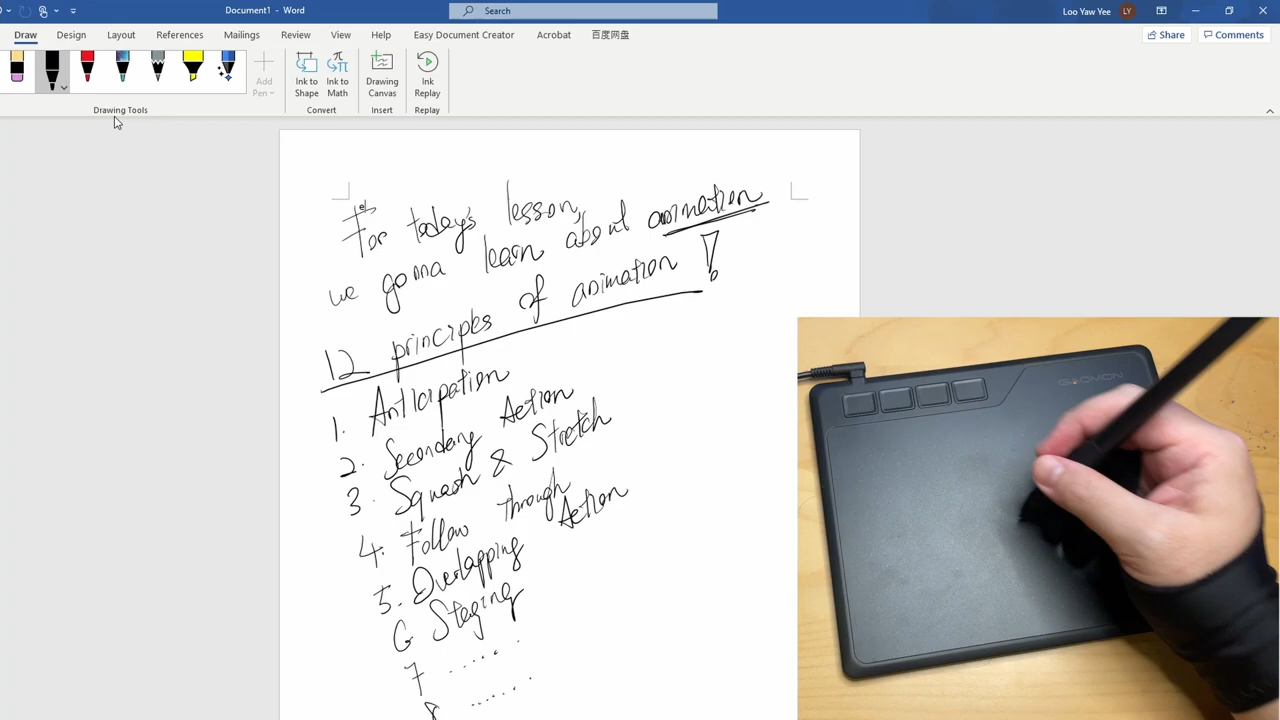 Document1 - Word
Search
Loo Yaw Yee
LY
Draw
Design
Layout
References
Mailings
Review
View
Help
Easy Document Creator
Acrobat
百度网盘
Share
Comments
Add Pen
Ink to Shape
Ink to Math
Drawing Canvas
Ink Replay
Drawing Tools
Convert
Insert
Replay
For today's lesson,
we gonna learn about animation!
12 principles of animation
1. Anticipation
2. Secondary Action
3. Squash & Stretch
4. Follow through
5. Overlapping Action
6 Staging
7 ......
8 ......
GAOMON